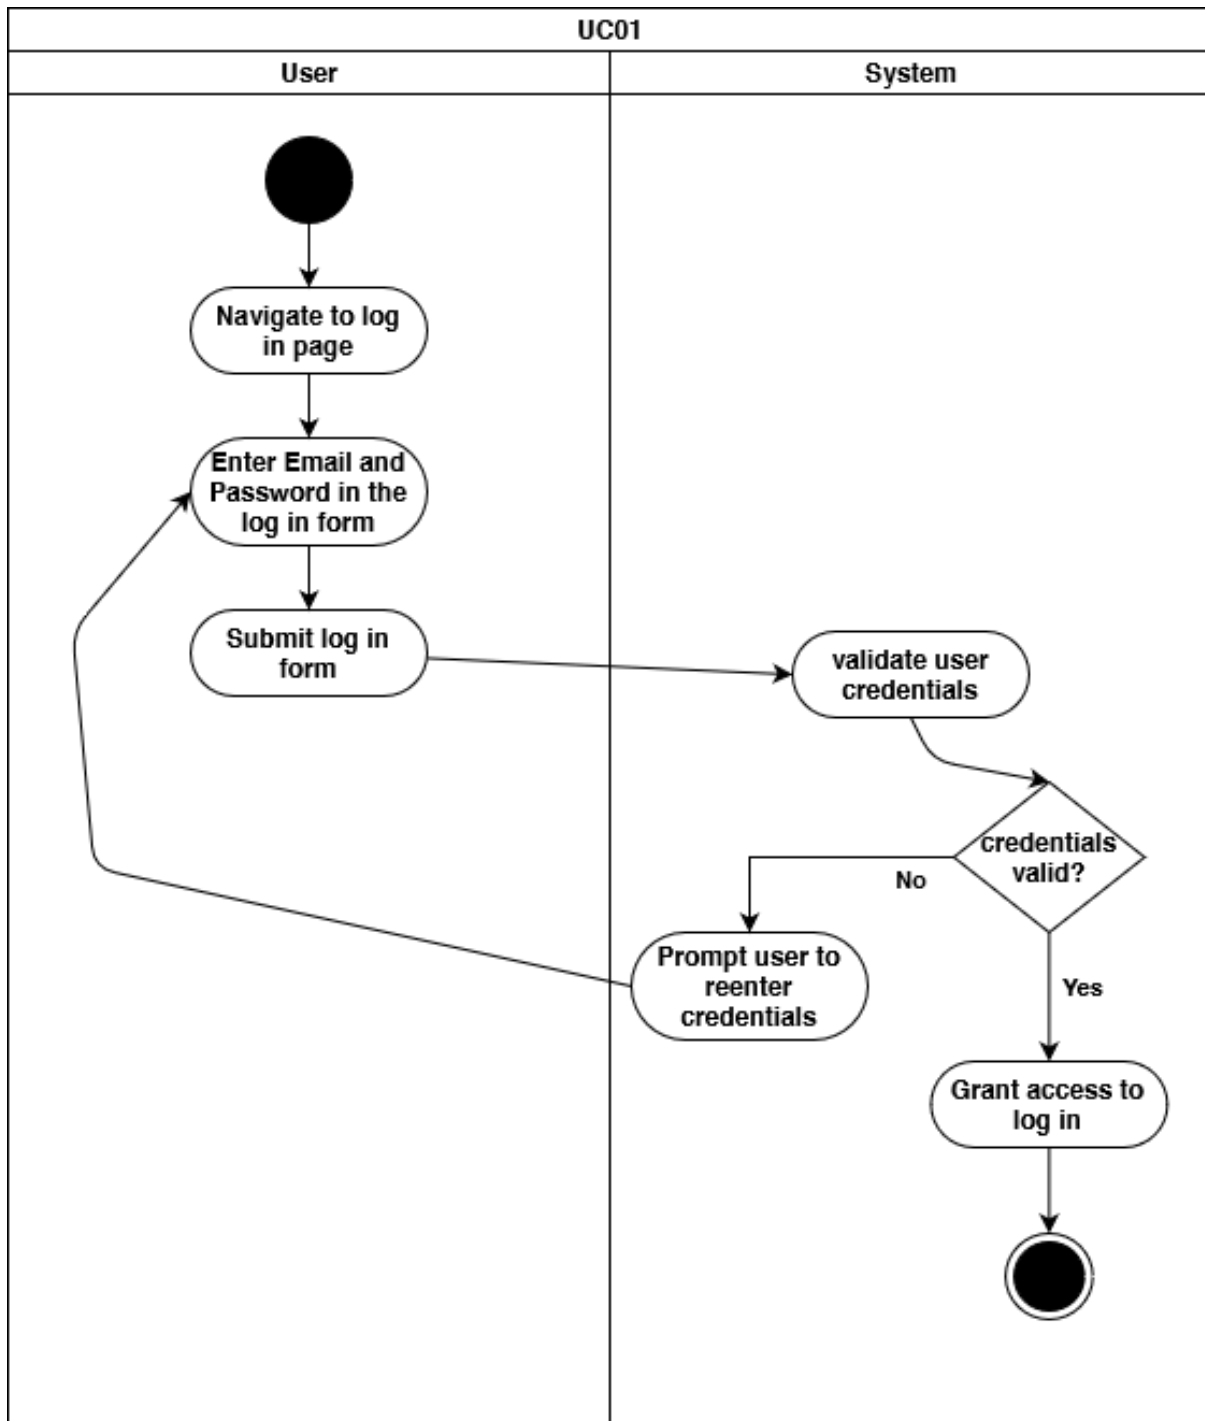 UC01
User
System
Navigate to log
in page
Enter Email and
Password in the
log in form
Submit log in
form
validate user
credentials
credentials
valid?
No
Prompt user to
reenter
credentials
Yes
Grant access to
log in